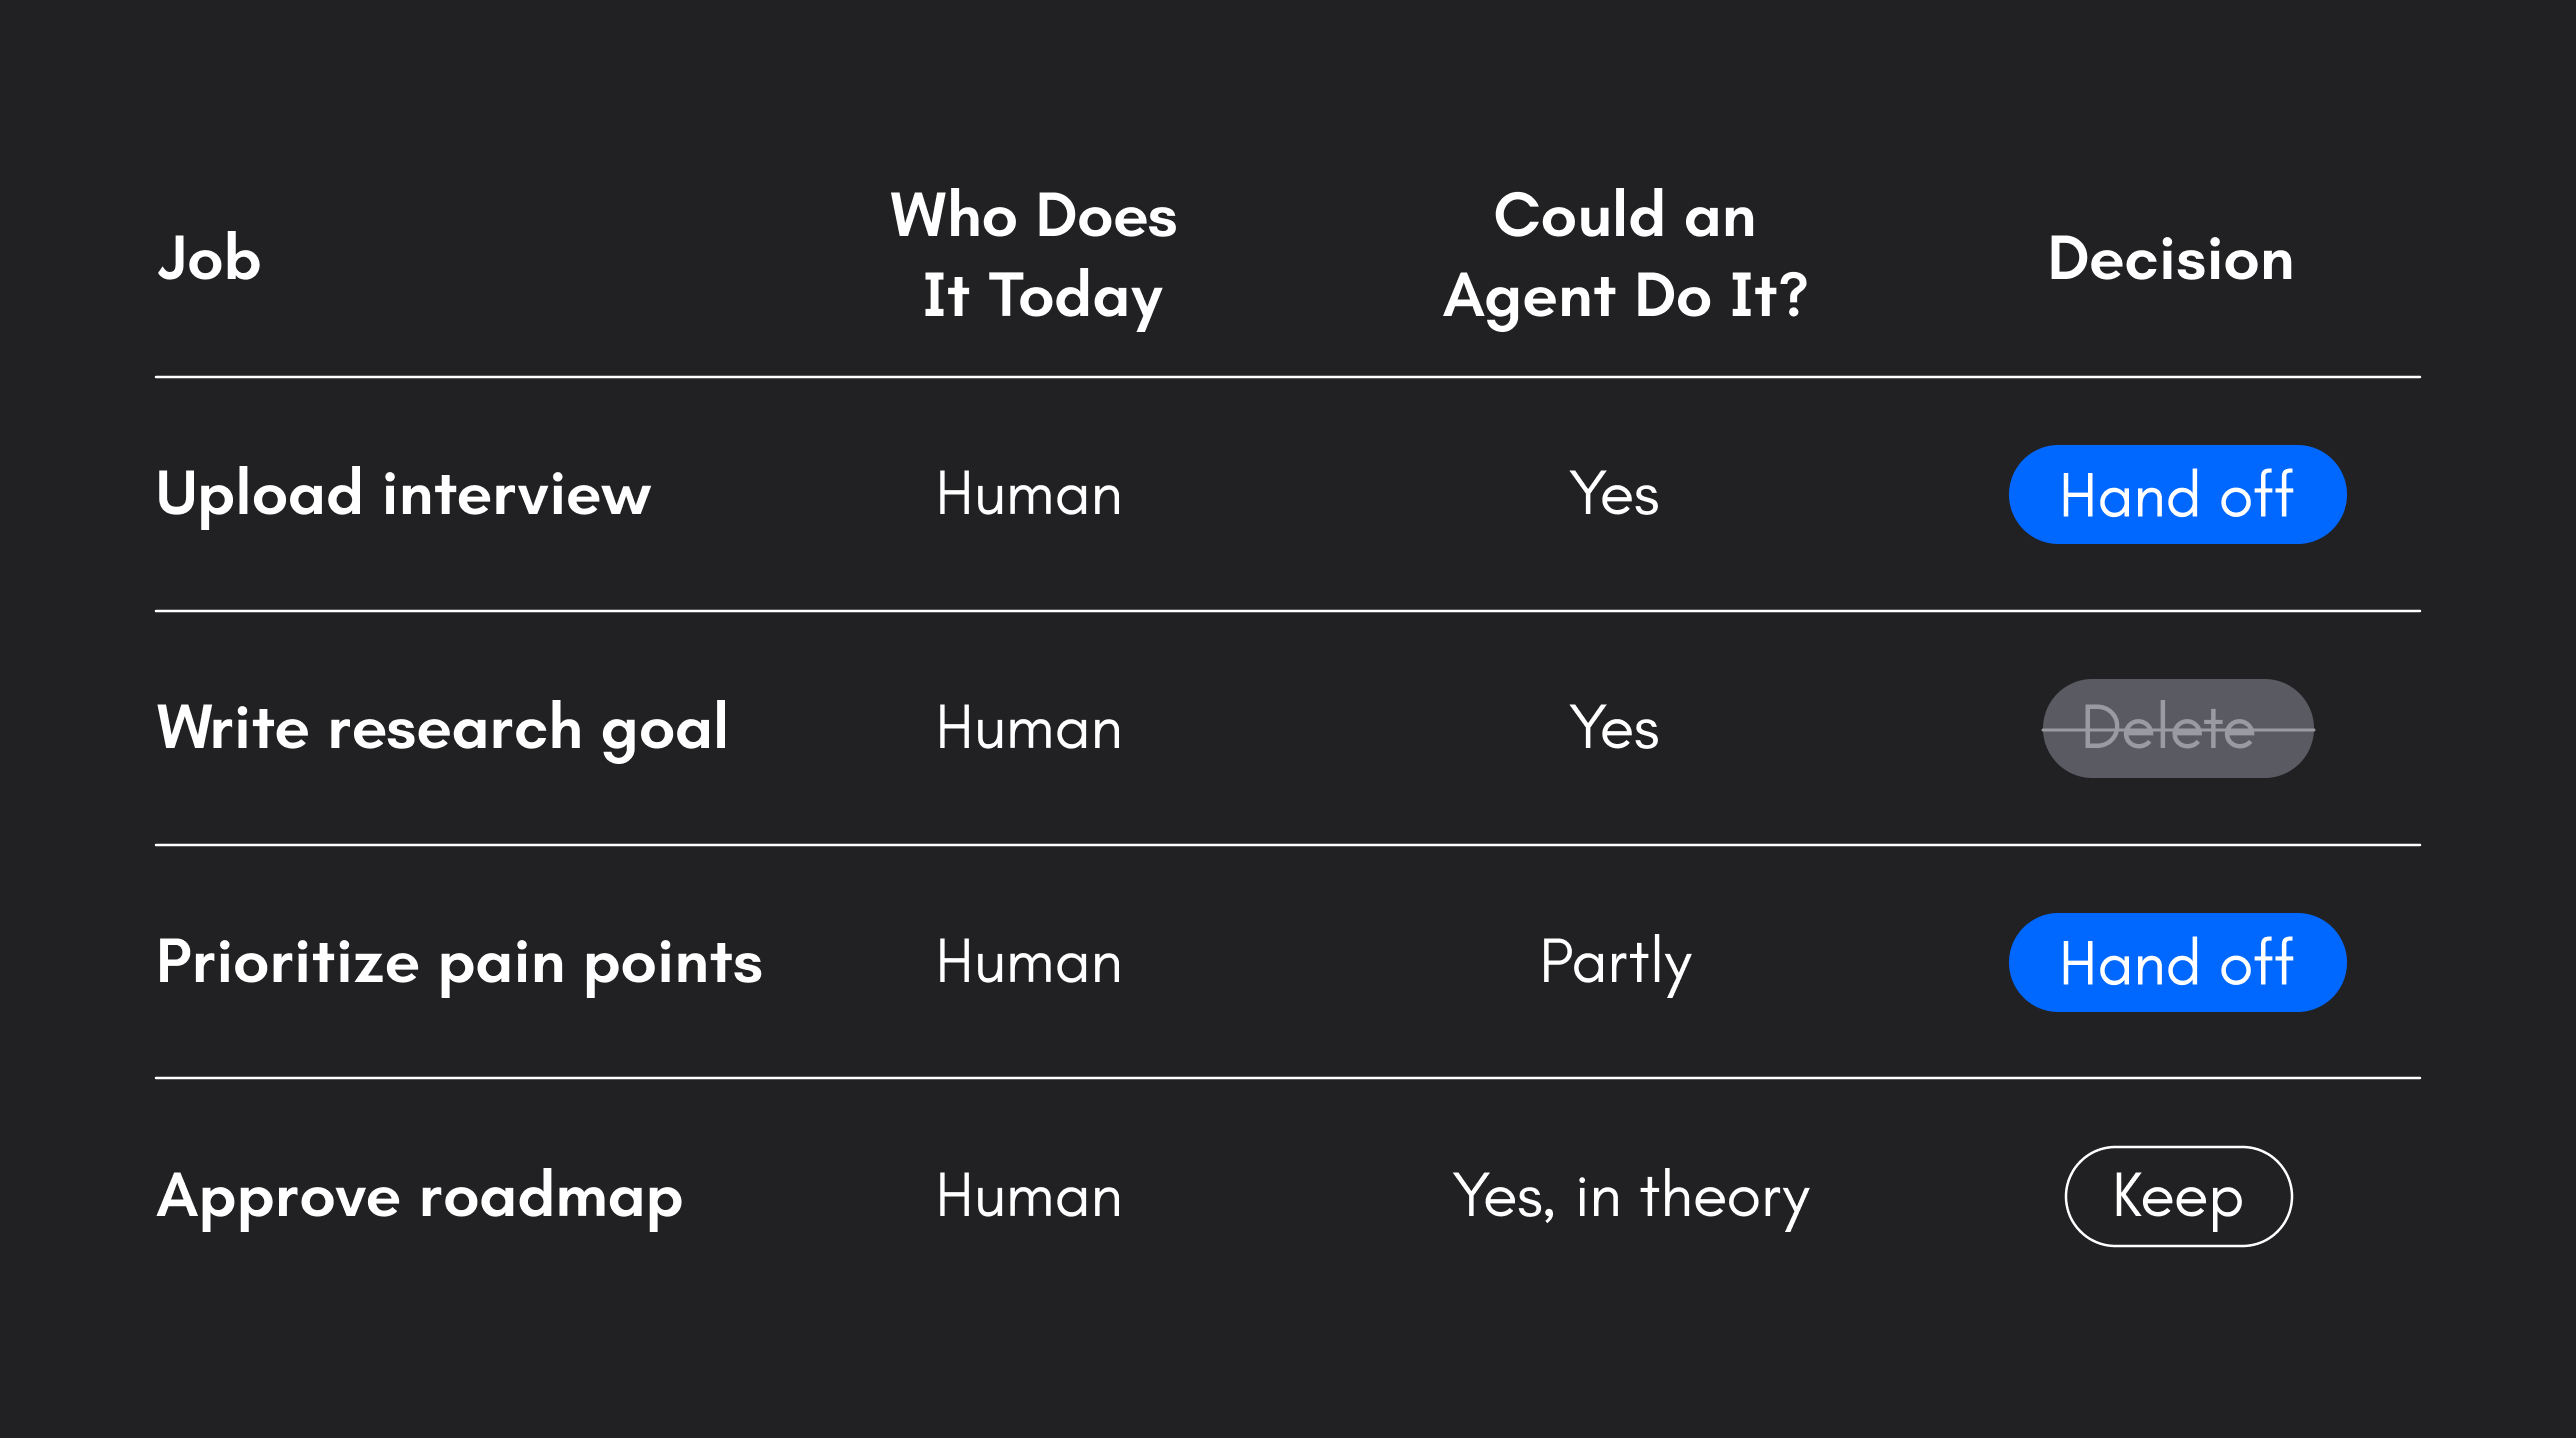 Job
Who Does
It Today
Could an
Agent Do It?
Decision
Upload interview
Human
Yes
Hand off
Write research goal
Human
Yes
Delete
Prioritize pain points
Human
Partly
Hand off
Approve roadmap
Human
Yes, in theory
Keep